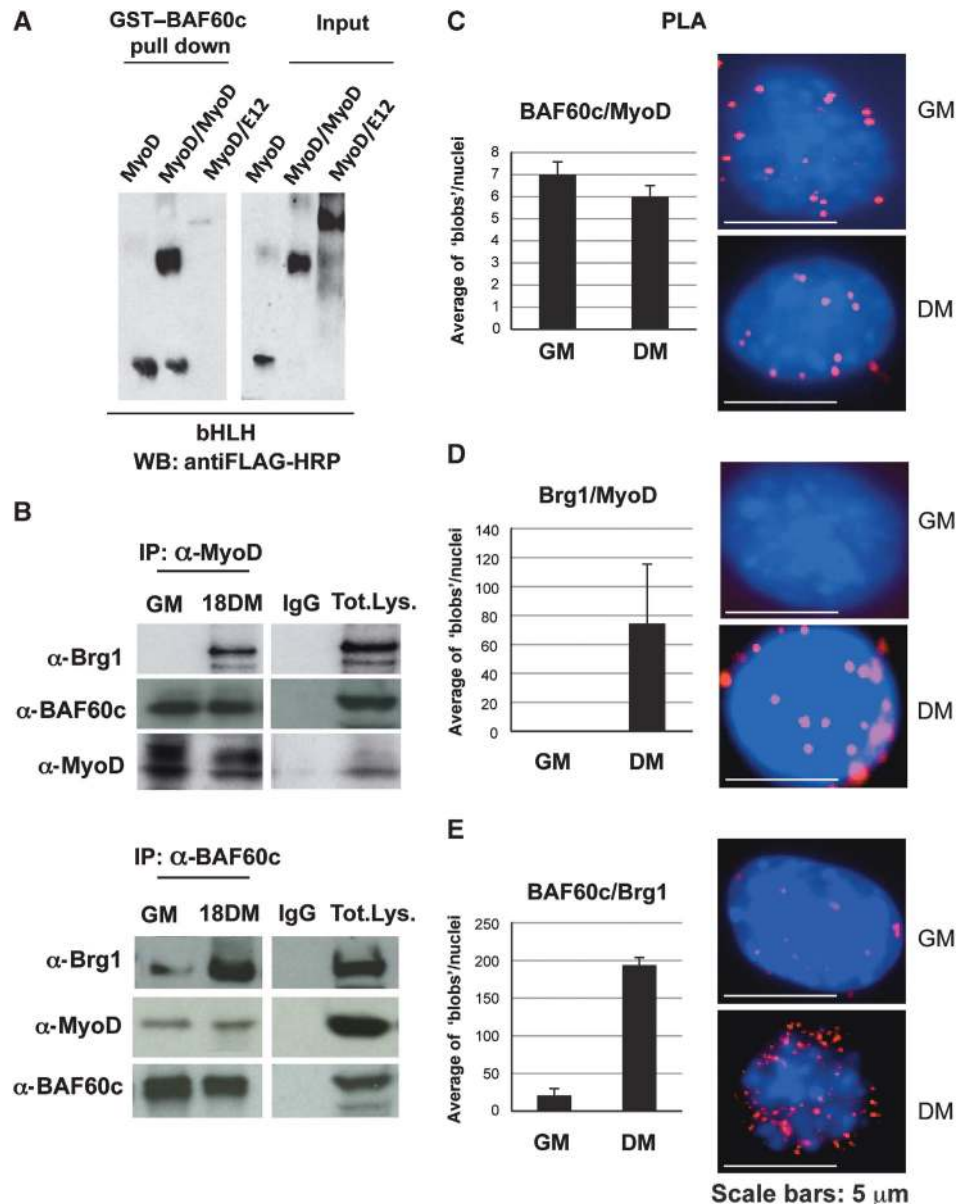 A
GST–BAF60c
pull down
Input
MyoD
MyoD/MyoD
MyoD/E12
MyoD
MyoD/MyoD
MyoD/E12
bHLH
WB: antiFLAG-HRP
B
IP: α-MyoD
GM 18DM IgG Tot.Lys.
α-Brg1
α-BAF60c
α-MyoD
IP: α-BAF60c
GM 18DM IgG Tot.Lys.
α-Brg1
α-MyoD
α-BAF60c
C
PLA
BAF60c/MyoD
Average of 'blobs'/nuclei
8
7
6
5
4
3
2
1
0
GM DM
GM
DM
D
Brg1/MyoD
Average of 'blobs'/nuclei
140
120
100
80
60
40
20
0
GM DM
GM
DM
E
BAF60c/Brg1
Average of 'blobs'/nuclei
250
200
150
100
50
0
GM DM
GM
DM
Scale bars: 5 μm